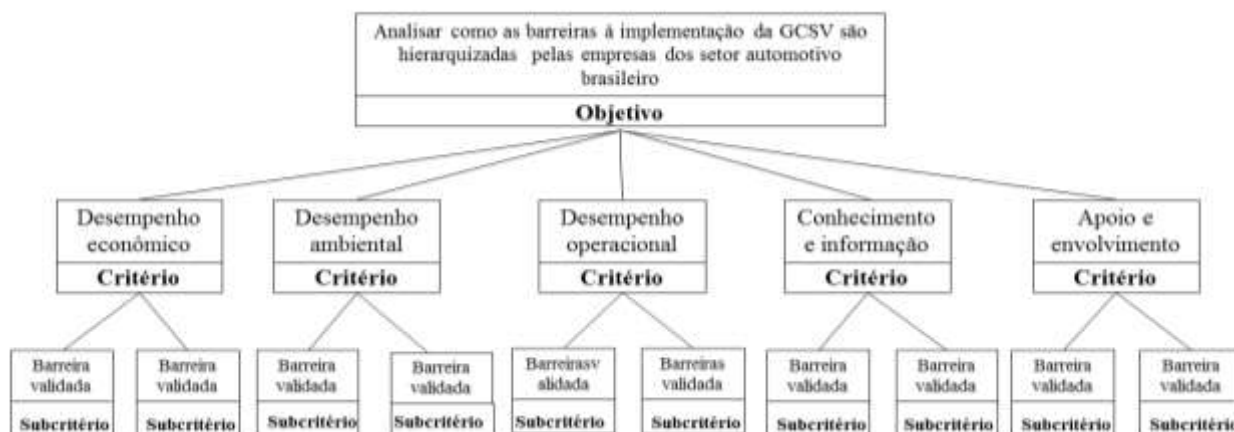 Analisar como as barreiras à implementação da GCSV são
hierarquizadas pelas empresas dos setor automotivo
brasileiro
Objetivo
Desempenho
econômico
Critério
Desempenho
ambiental
Critério
Desempenho
operacional
Critério
Conhecimento
e informação
Critério
Apoio e
envolvimento
Critério
Barreira
validada
Subcritério
Barreira
validada
Subcritério
Barreira
validada
Subcritério
Barreira
validada
Subcritério
Barreirasv
alidada
Subcritério
Barreiras
validada
Subcritério
Barreira
validada
Subcritério
Barreira
validada
Subcritério
Barreira
validada
Subcritério
Barreira
validada
Subcritério